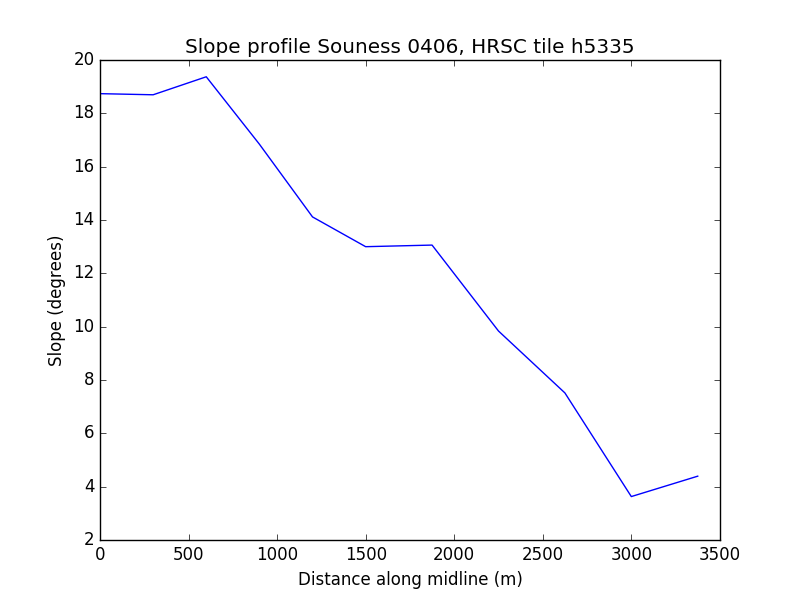 Slope profile Souness 0406, HRSC tile h5335
20
18
16
14
12
10
8
6
4
2
Slope (degrees)
0 500 1000 1500 2000 2500 3000 3500
Distance along midline (m)